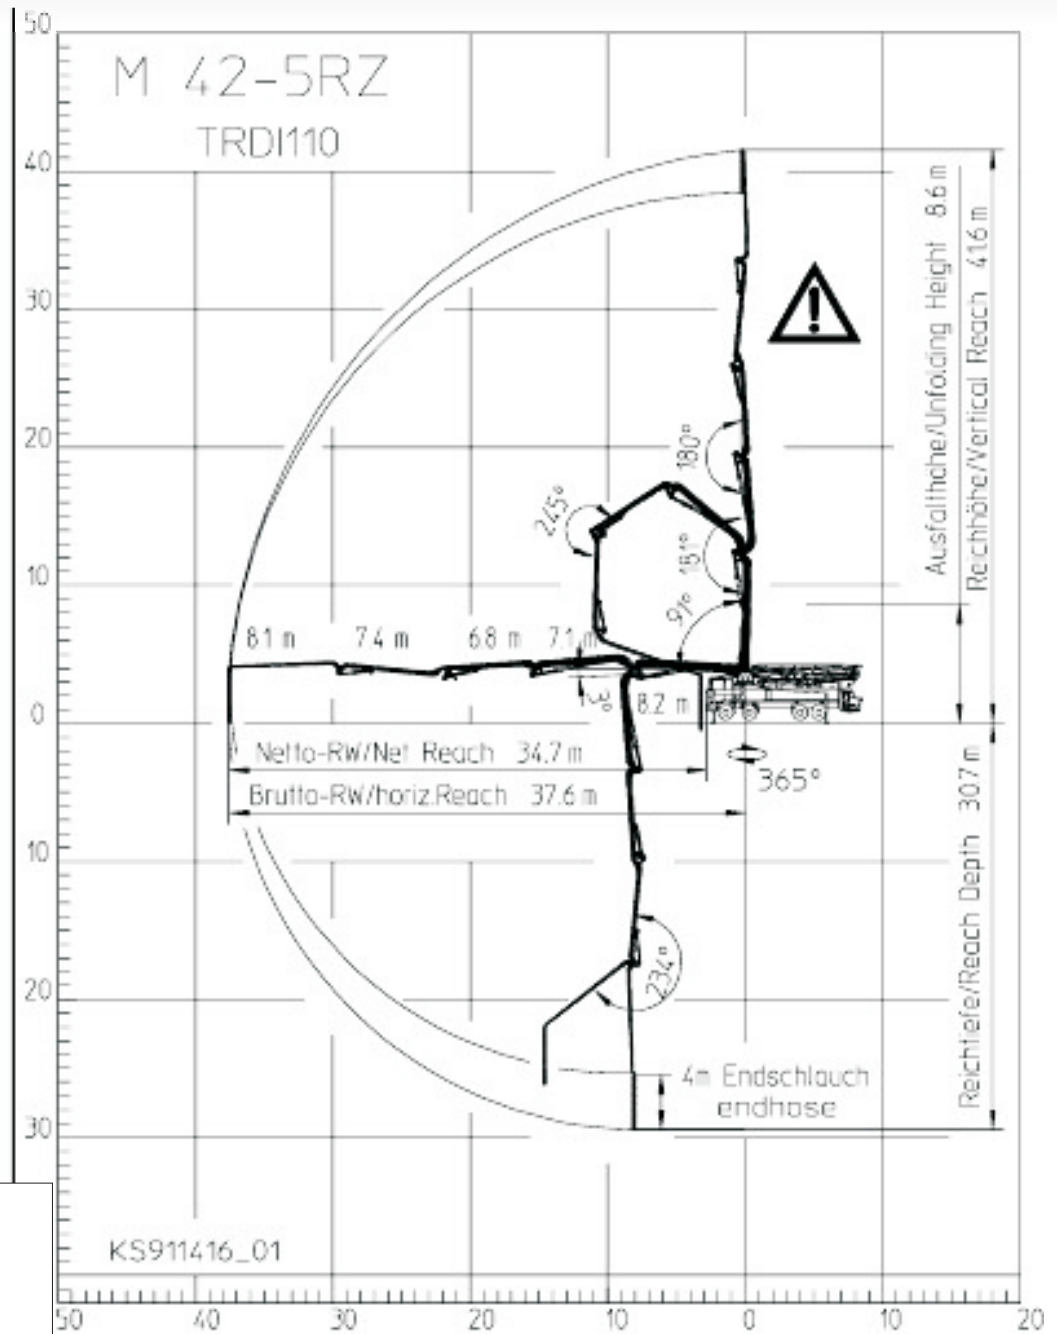 50
M 42-5RZ
TRDI110
40
30
20
10
0
10
20
30
Ausfalthöhe/Unfolding Height 8.6 m
Reichhöhe/Vertical Reach 41.6 m
180°
245°
161°
91°
8.1 m 7.4 m 6.8 m 7.1 m
3°
8.2 m
Netto-RW/Net Reach 34.7 m
365°
Brutto-RW/horiz.Reach 37.6 m
Reichtiefe/Reach Depth 30.7 m
234°
4m Endschlauch
endhose
KS911416_01
50 40 30 20 10 0 10 20